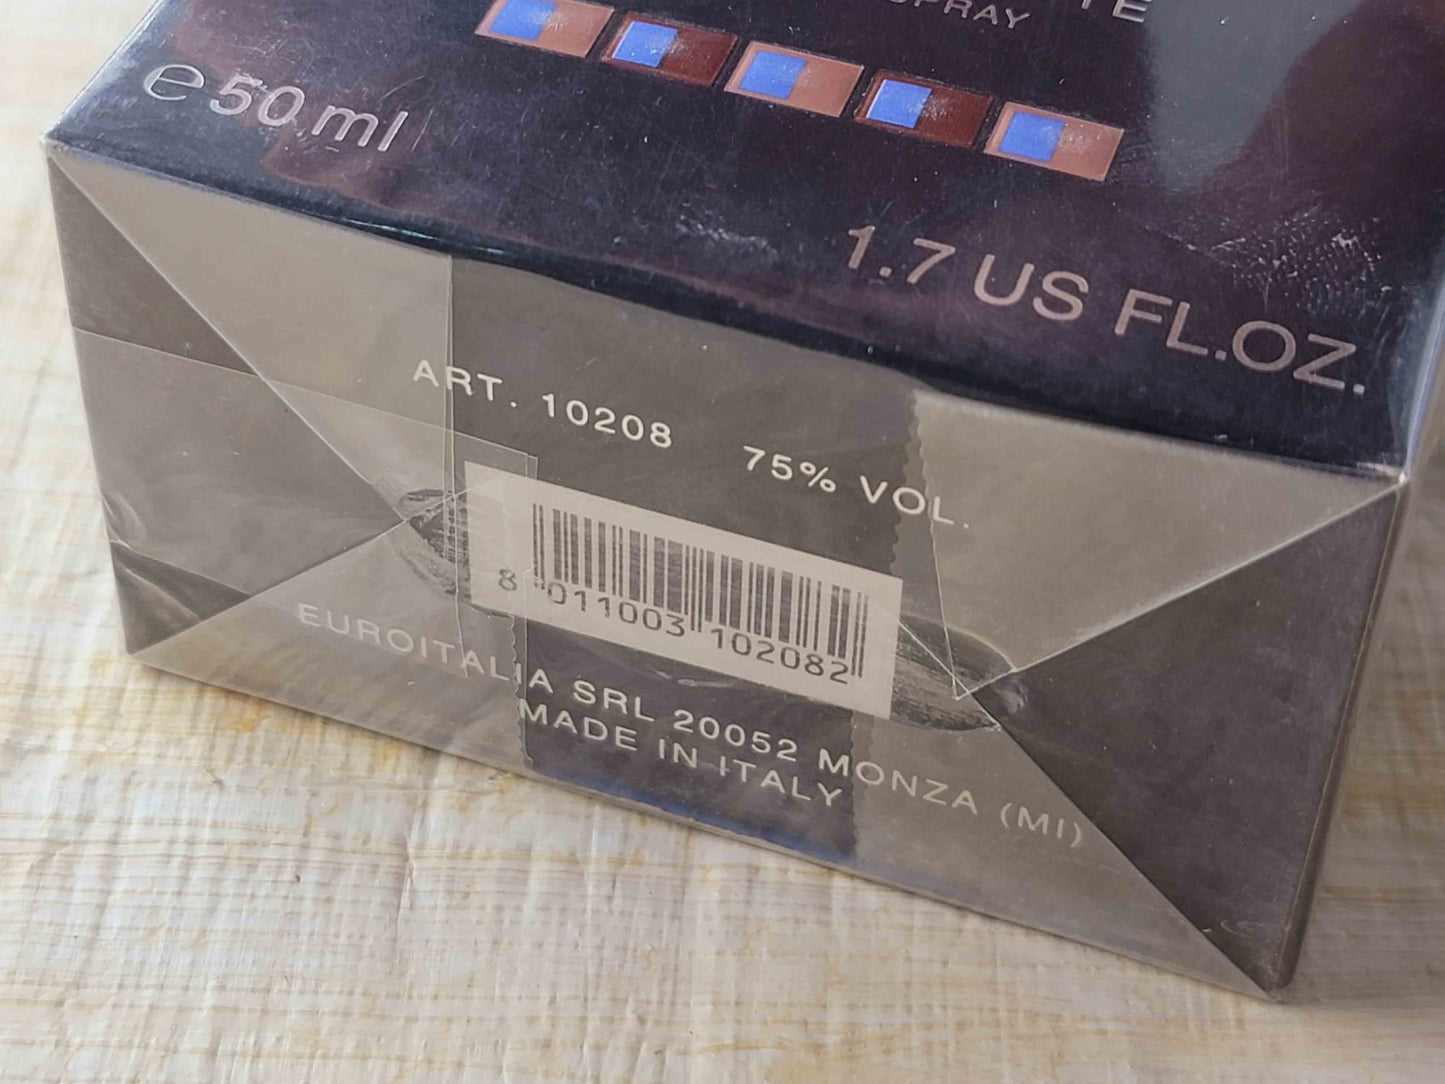 SPRAY
℮ 50 ml
1.7 US FL.OZ.
ART. 10208 75% VOL.
8 011003 102082
EUROITALIA SRL 20052 MONZA (MI)
MADE IN ITALY